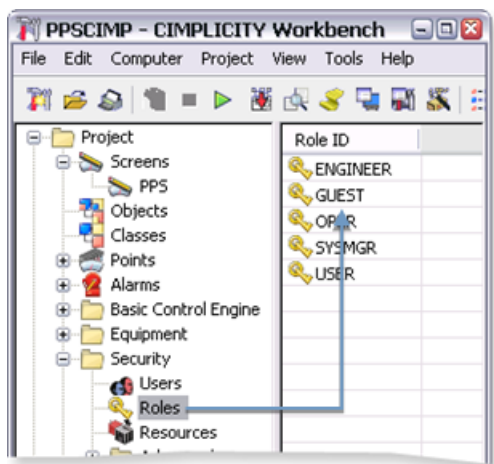 PPSCIMP - CIMPLICITY Workbench
File Edit Computer Project View Tools Help
Project
Screens
PPS
Objects
Classes
Points
Alarms
Basic Control Engine
Equipment
Security
Users
Roles
Resources
Role ID
ENGINEER
GUEST
OPER
SYSMGR
USER